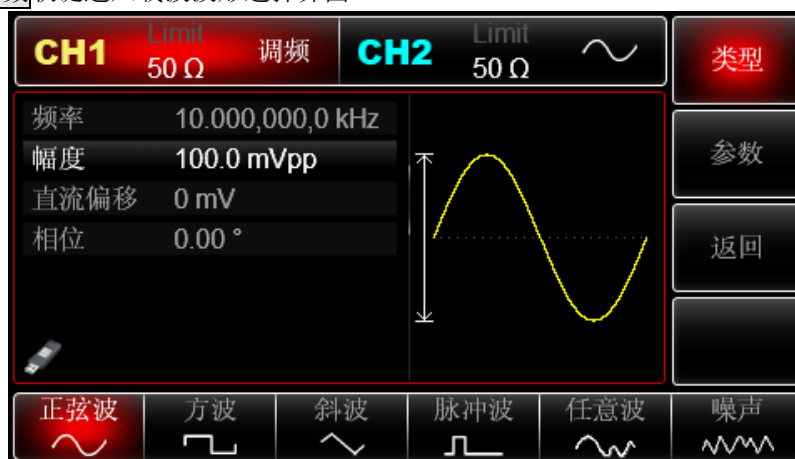 CH1 Limit 50 Ω 调频 CH2 Limit 50 Ω 类型
频率 10.000,000,0 kHz
幅度 100.0 mVpp 参数
直流偏移 0 mV
相位 0.00 ° 返回
正弦波 方波 斜波 脉冲波 任意波 噪声